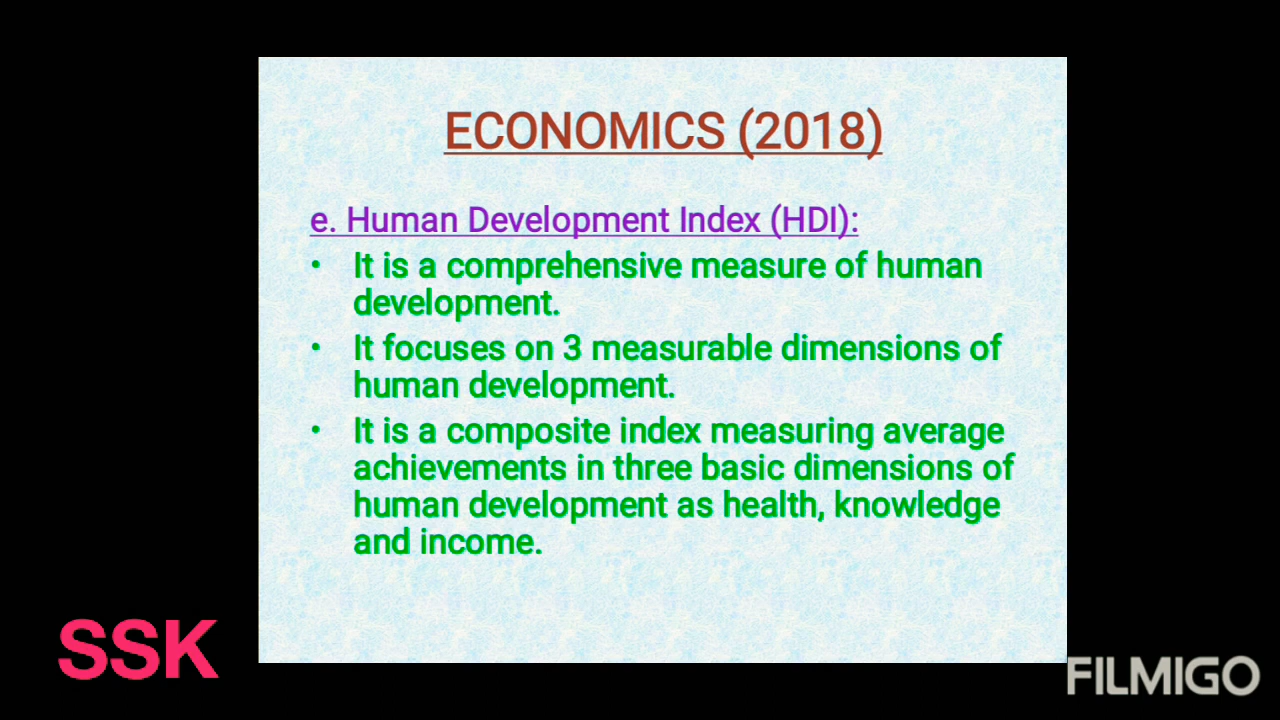 ECONOMICS (2018)
e. Human Development Index (HDI):
• It is a comprehensive measure of human
development.
• It focuses on 3 measurable dimensions of
human development.
• It is a composite index measuring average
achievements in three basic dimensions of
human development as health, knowledge
and income.
SSK
FILMIGO